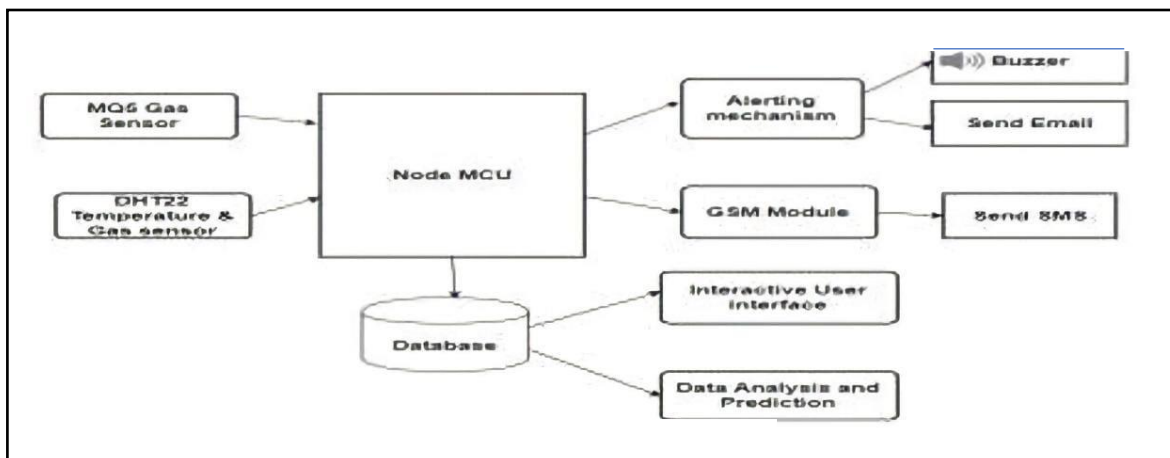 MQ5 Gas
Sensor
DHT22
Temperature &
Gas sensor
Node MCU
Alerting
mechanism
Buzzer
Send Email
GSM Module
Send SMS
Database
Interactive User
interface
Data Analysis and
Prediction